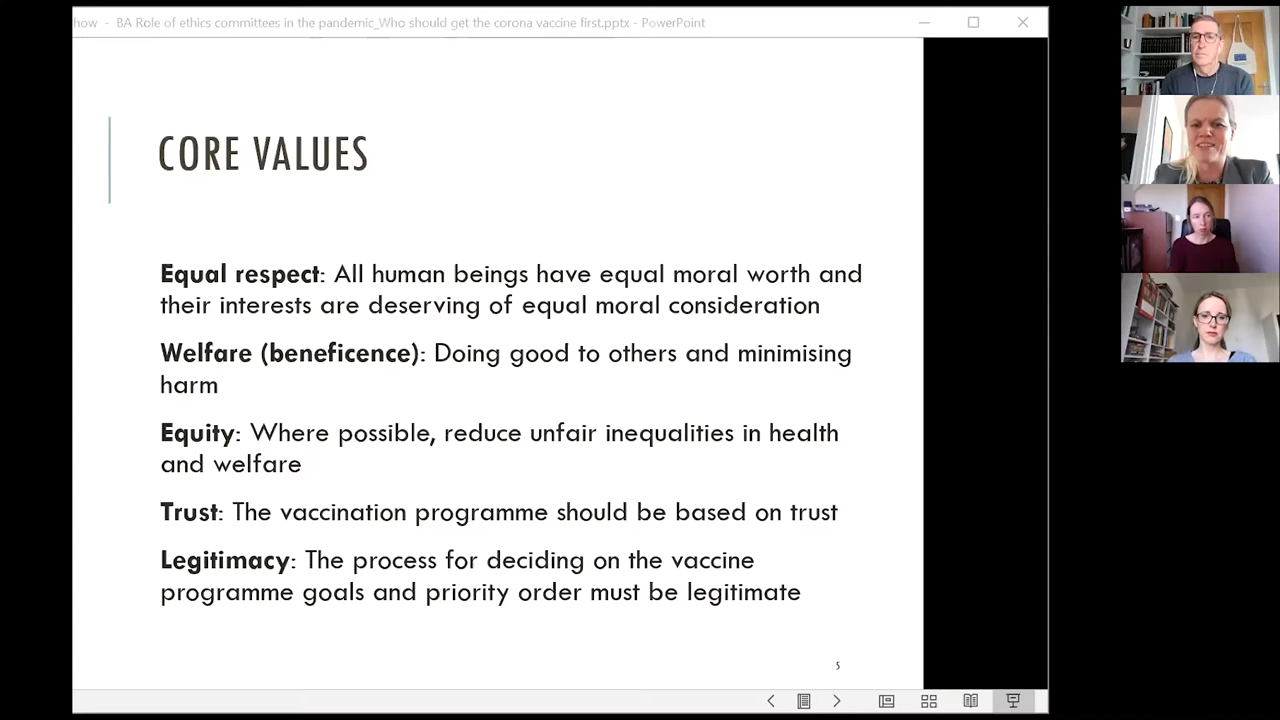 how - BA Role of ethics committees in the pandemic_Who should get the corona vaccine first.pptx - PowerPoint
CORE VALUES
Equal respect: All human beings have equal moral worth and
their interests are deserving of equal moral consideration
Welfare (beneficence): Doing good to others and minimising
harm
Equity: Where possible, reduce unfair inequalities in health
and welfare
Trust: The vaccination programme should be based on trust
Legitimacy: The process for deciding on the vaccine
programme goals and priority order must be legitimate
5